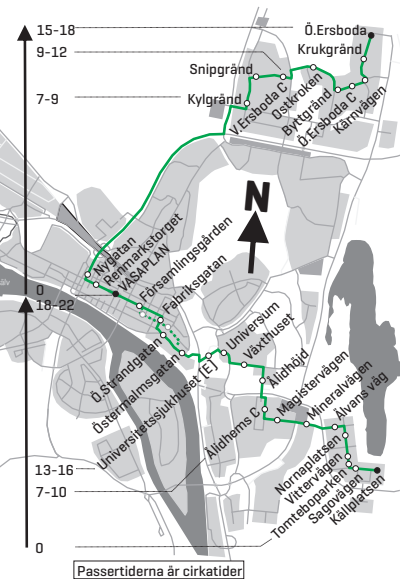 15-18
Ö.Ersboda
9-12
Krukgränd
Snipgränd
7-9
Kylgränd
V.Ersboda C
Ostkroken
Byttgränd
Ö.Ersboda C
Kärnvägen
N
Nygatan
Renmarkstorget
VASAPLAN
Församlingsgården
Fabriksgatan
0
18-22
Ö.Strandgatan
Östermalmsgatan
Universitetssjukhuset (E)
Universum
Växthuset
Ålidhöjd
Ålidhems C
Magistervägen
Mineralvägen
Älvans väg
Nornaplatsen
Vittervägen
Tomteboparken
Sagovägen
Källplatsen
13-16
7-10
0
Passertiderna är cirkatider